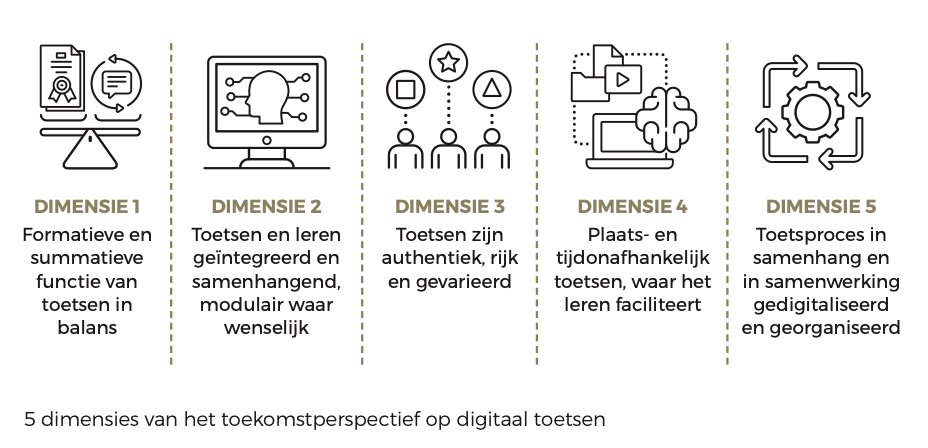 DIMENSIE 1
Formatieve en
summatieve
functie van
toetsen in
balans
DIMENSIE 2
Toetsen en leren
geïntegreerd en
samenhangend,
modulair waar
wenselijk
DIMENSIE 3
Toetsen zijn
authentiek, rijk
en gevarieerd
DIMENSIE 4
Plaats- en
tijdonafhankelijk
toetsen, waar het
leren faciliteert
DIMENSIE 5
Toetsproces in
samenhang en
in samenwerking
gedigitaliseerd
en georganiseerd
5 dimensies van het toekomstperspectief op digitaal toetsen